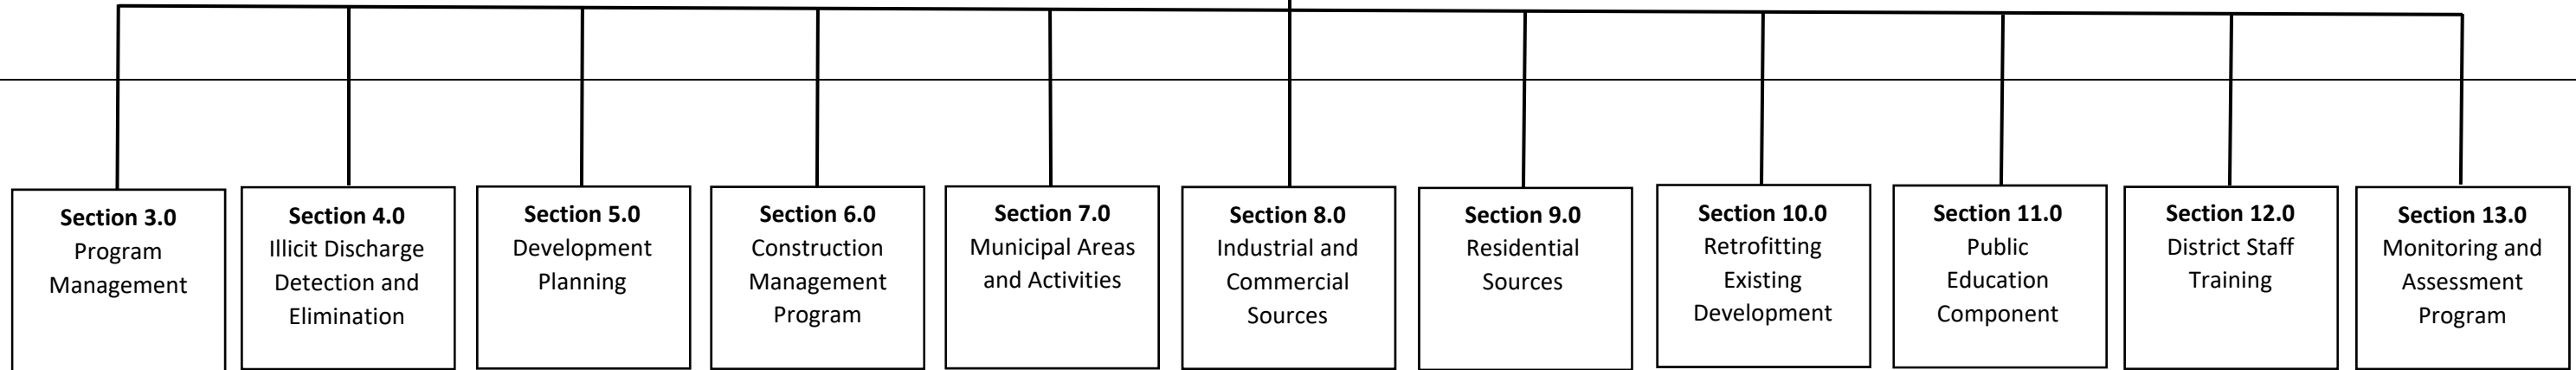 Section 3.0
Program
Management
Section 4.0
Illicit Discharge
Detection and
Elimination
Section 5.0
Development
Planning
Section 6.0
Construction
Management
Program
Section 7.0
Municipal Areas
and Activities
Section 8.0
Industrial and
Commercial
Sources
Section 9.0
Residential
Sources
Section 10.0
Retrofitting
Existing
Development
Section 11.0
Public
Education
Component
Section 12.0
District Staff
Training
Section 13.0
Monitoring and
Assessment
Program